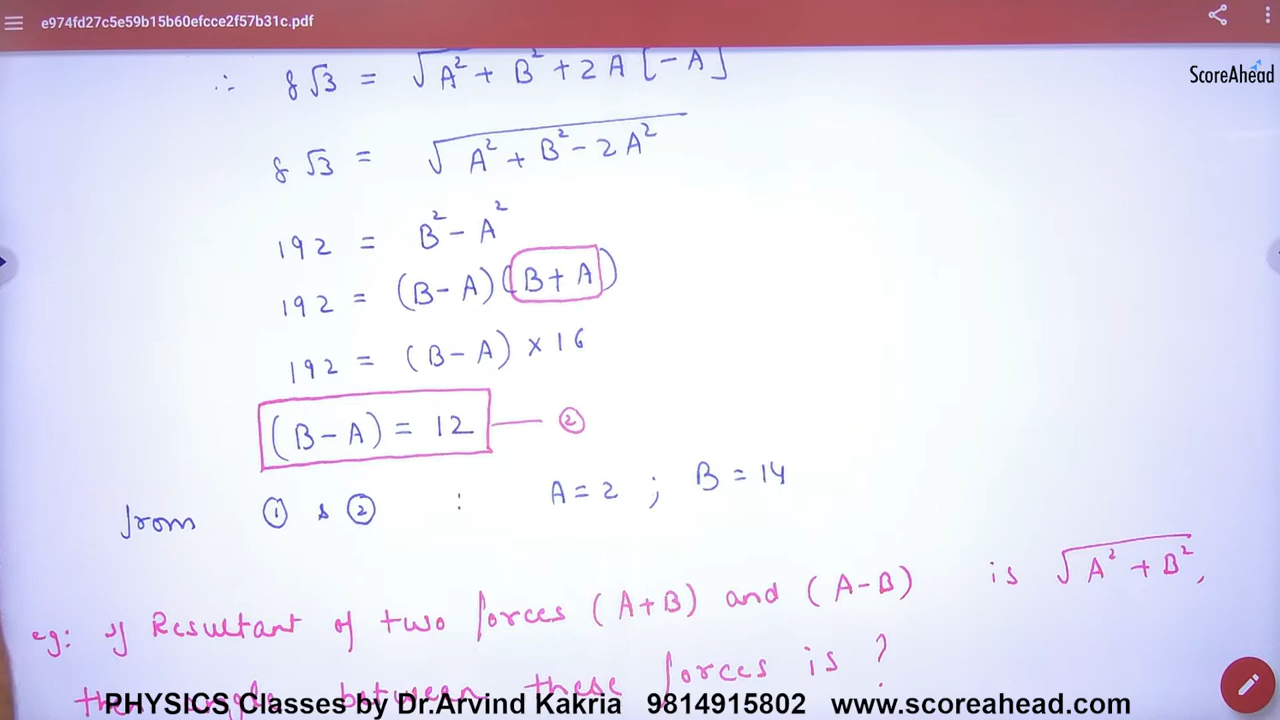 e974fd27c5e59b15b60efcce2f57b31c.pdf
ScoreAhead
∴ 8√3 = √A² + B² + 2A [-A]
8√3 = √A² + B² - 2A²
192 = B² - A²
192 = (B-A)(B+A)
192 = (B-A) × 16
(B-A) = 12 — ②
from ① & ② : A = 2 ; B = 14
eg: If Resultant of two forces (A+B) and (A-B) is √A² + B²,
the angle between these forces is ?
PHYSICS Classes by Dr.Arvind Kakria 9814915802 www.scoreahead.com